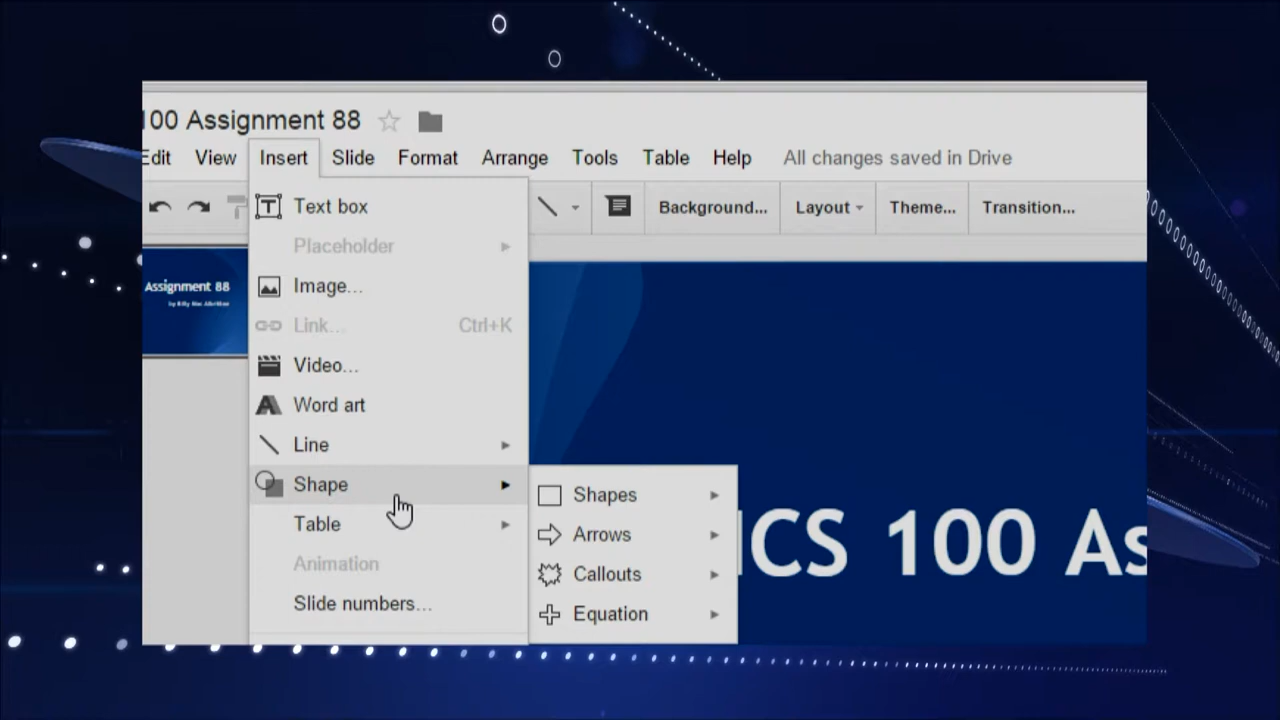 100 Assignment 88
Edit View Insert Slide Format Arrange Tools Table Help All changes saved in Drive
Background... Layout Theme... Transition...
Text box
Placeholder
Image...
Link... Ctrl+K
Video...
Word art
Line
Shape
Table
Animation
Slide numbers...
Shapes
Arrows
Callouts
Equation
Assignment 88
ICS 100 As